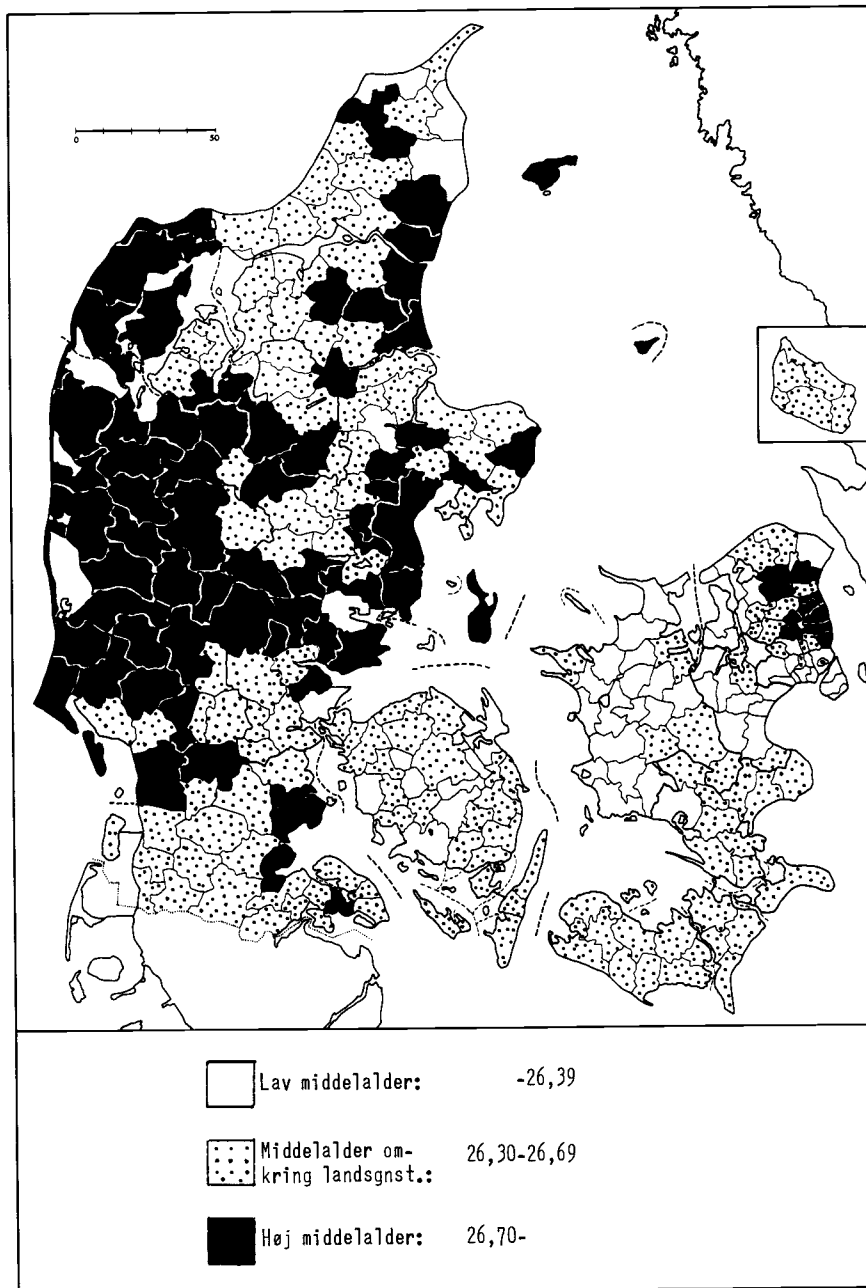 0 50
Lav middelalder: -26,39
Middelalder om-
kring landsgnst.: 26,30-26,69
Høj middelalder: 26,70-